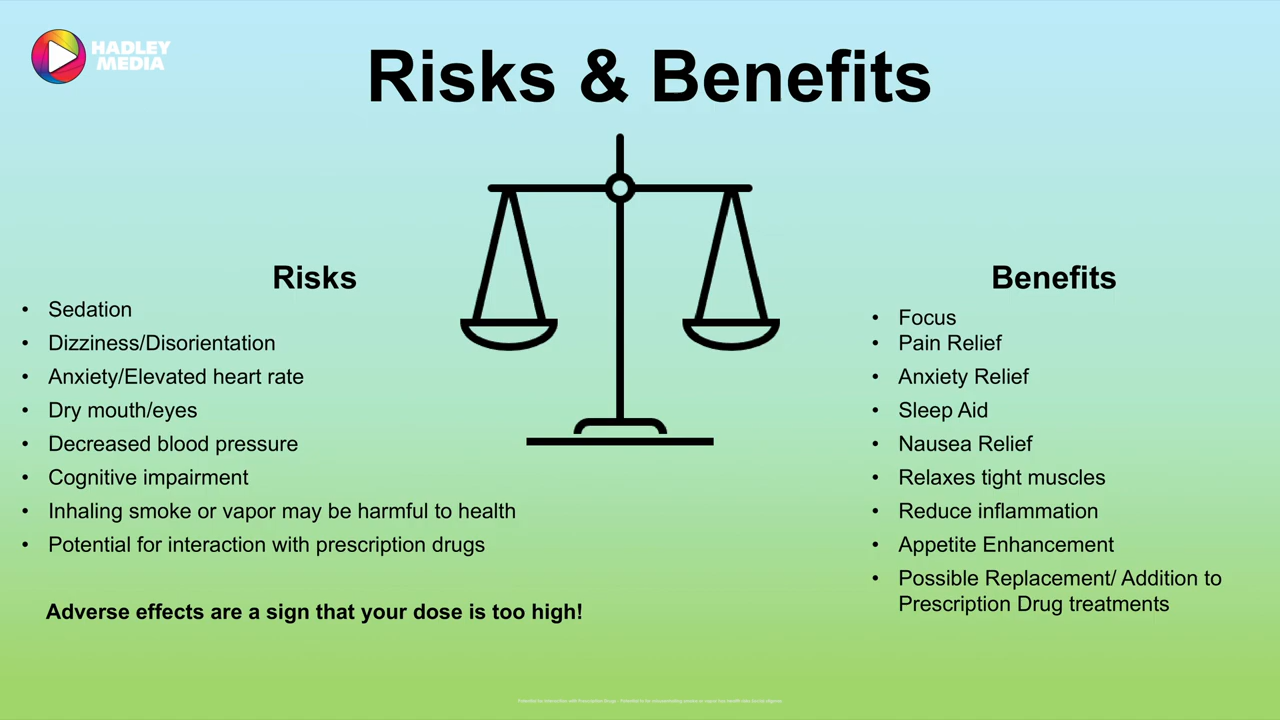 HADLEY
MEDIA
Risks & Benefits
Risks
• Sedation
• Dizziness/Disorientation
• Anxiety/Elevated heart rate
• Dry mouth/eyes
• Decreased blood pressure
• Cognitive impairment
• Inhaling smoke or vapor may be harmful to health
• Potential for interaction with prescription drugs
Adverse effects are a sign that your dose is too high!
Benefits
• Focus
• Pain Relief
• Anxiety Relief
• Sleep Aid
• Nausea Relief
• Relaxes tight muscles
• Reduce inflammation
• Appetite Enhancement
• Possible Replacement/ Addition to
Prescription Drug treatments